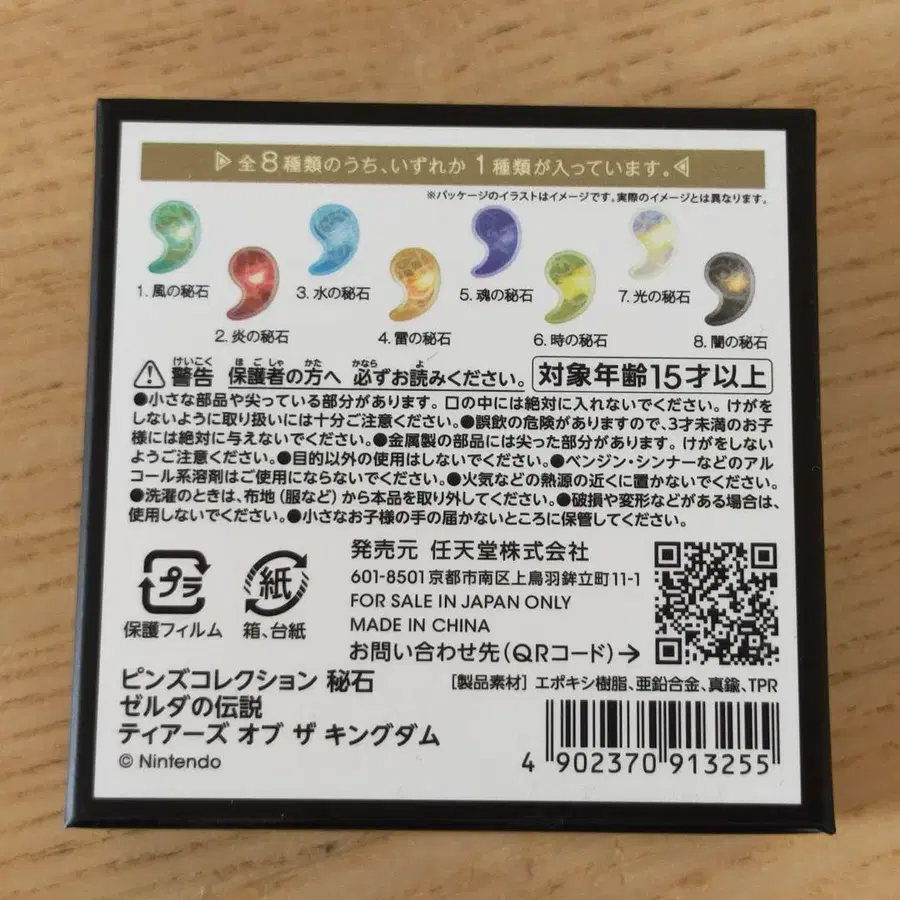 ▷全8種類のうち、いずれか1種類が入っています。◁
※パッケージのイラストはイメージです。実際のイメージとは異なります。
1. 風の秘石
2. 炎の秘石
3. 水の秘石
4. 雷の秘石
5. 魂の秘石
6. 時の秘石
7. 光の秘石
8. 闇の秘石
けいこく ほごしゃ かた かなら よ
警告 保護者の方へ 必ずお読みください。
対象年齢15才以上
●小さな部品や尖っている部分があります。口の中には絶対に入れないでください。けがを
しないように取り扱いには十分ご注意ください。●誤飲の危険がありますので、3才未満のお子
様には絶対に与えないでください。●金属製の部品には尖った部分があります。けがをしない
ようご注意ください。●目的以外の使用はしないでください。●ベンジン・シンナーなどのアル
コール系溶剤はご使用にならないでください。●火気などの熱源の近くに置かないでください。
●洗濯のときは、布地(服など)から本品を取り外してください。●破損や変形などがある場合は、
使用しないでください。●小さなお子様の手の届かないところに保管してください。
プラ
保護フィルム
紙
箱、台紙
発売元 任天堂株式会社
601-8501 京都市南区上鳥羽鉾立町11-1
FOR SALE IN JAPAN ONLY
MADE IN CHINA
お問い合わせ先(QRコード)→
ピンズコレクション 秘石
ゼルダの伝説
ティアーズ オブ ザ キングダム
© Nintendo
[製品素材] エポキシ樹脂、亜鉛合金、真鍮、TPR
4 902370 913255